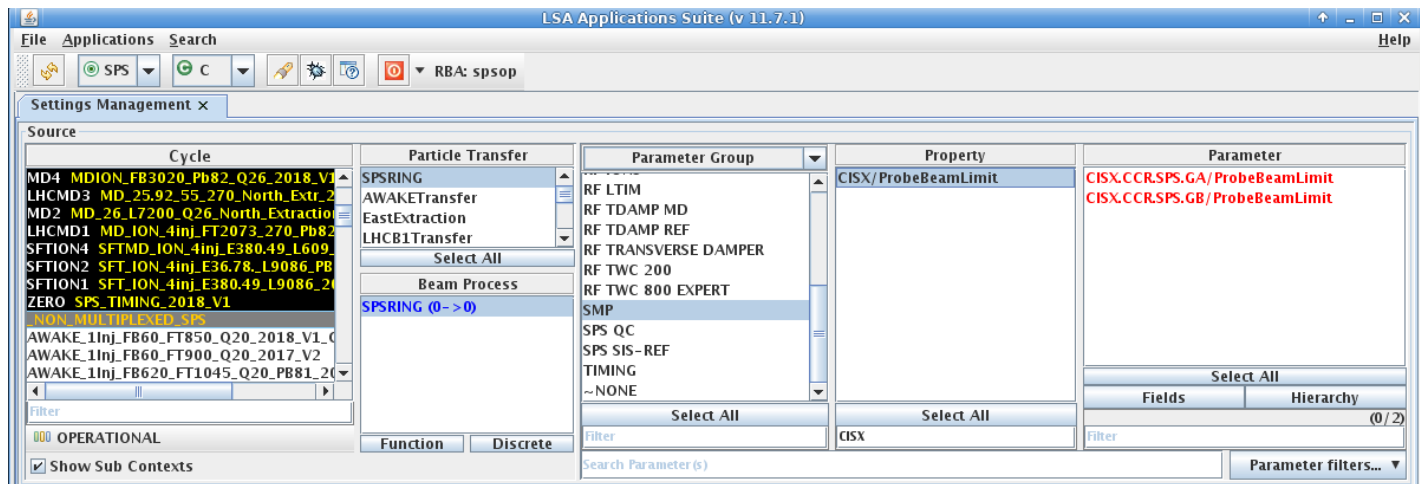 LSA Applications Suite (v 11.7.1)
File Applications Search Help
SPS C RBA: spsop
Settings Management ×
Source
Cycle
MD4 MDION_FB3020_Pb82_Q26_2018_V1
LHCMD3 MD_25.92_55_270_North_Extr_2
MD2 MD_26_L7200_Q26_North_Extraction
LHCMD1 MD_ION_4inj_FT2073_270_Pb82
SFTION4 SFTMD_ION_4inj_E380.49_L609_
SFTION2 SFT_ION_4inj_E36.78._L9086_PB
SFTION1 SFT_ION_4inj_E380.49_L9086_20
ZERO SPS_TIMING_2018_V1
_NON_MULTIPLEXED_SPS
AWAKE_1Inj_FB60_FT850_Q20_2018_V1_
AWAKE_1Inj_FB60_FT900_Q20_2017_V2
AWAKE_1Inj_FB620_FT1045_Q20_PB81_2
Filter
OPERATIONAL
Show Sub Contexts
Particle Transfer
SPSRING
AWAKETransfer
EastExtraction
LHCB1Transfer
Select All
Beam Process
SPSRING (0->0)
Function Discrete
Parameter Group
RF LTIM
RF TDAMP MD
RF TDAMP REF
RF TRANSVERSE DAMPER
RF TWC 200
RF TWC 800 EXPERT
SMP
SPS QC
SPS SIS-REF
TIMING
~NONE
Select All
Filter
Property
CISX/ProbeBeamLimit
Select All
CISX
Parameter
CISX.CCR.SPS.GA/ProbeBeamLimit
CISX.CCR.SPS.GB/ProbeBeamLimit
Select All
Fields Hierarchy
(0/2)
Filter
Search Parameter(s)
Parameter filters...